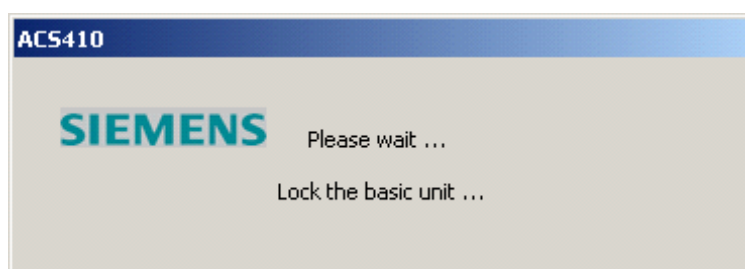 ACS410
SIEMENS Please wait ...
Lock the basic unit ...